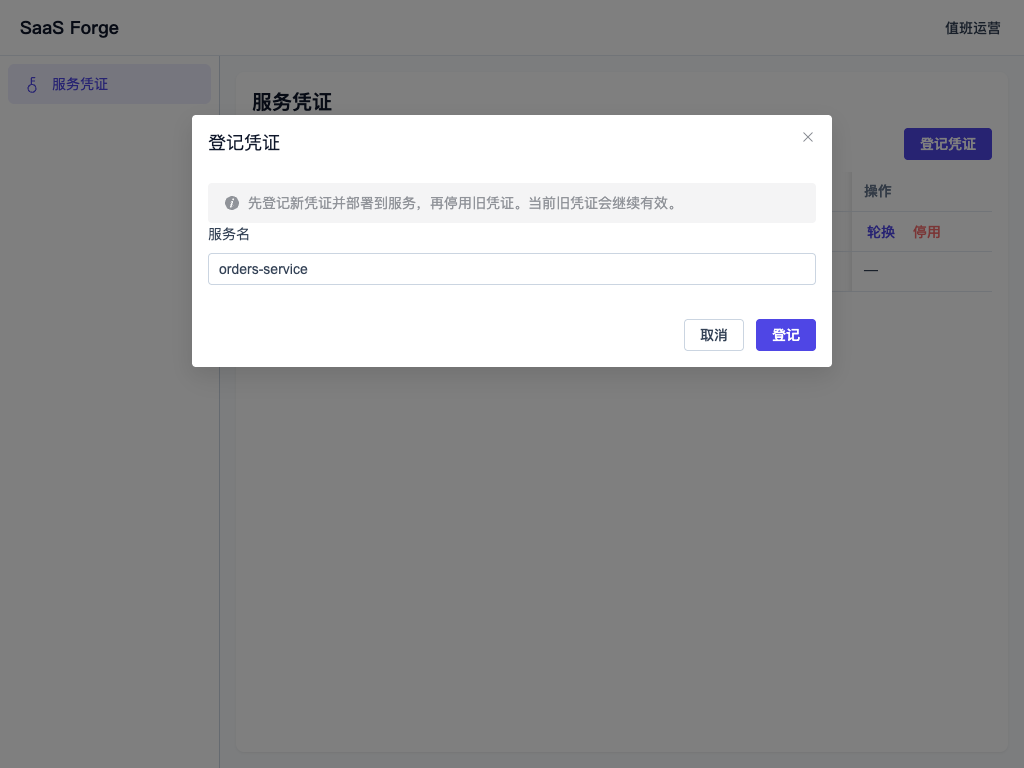 SaaS Forge
值班运营
服务凭证
服务凭证
登记凭证
登记凭证
先登记新凭证并部署到服务，再停用旧凭证。当前旧凭证会继续有效。
服务名
orders-service
取消
登记
操作
轮换
停用
—